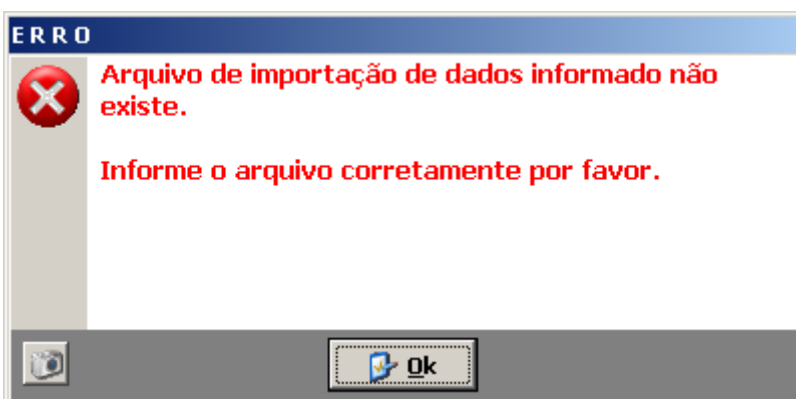 ERRO
Arquivo de importação de dados informado não
existe.
Informe o arquivo corretamente por favor.
Ok